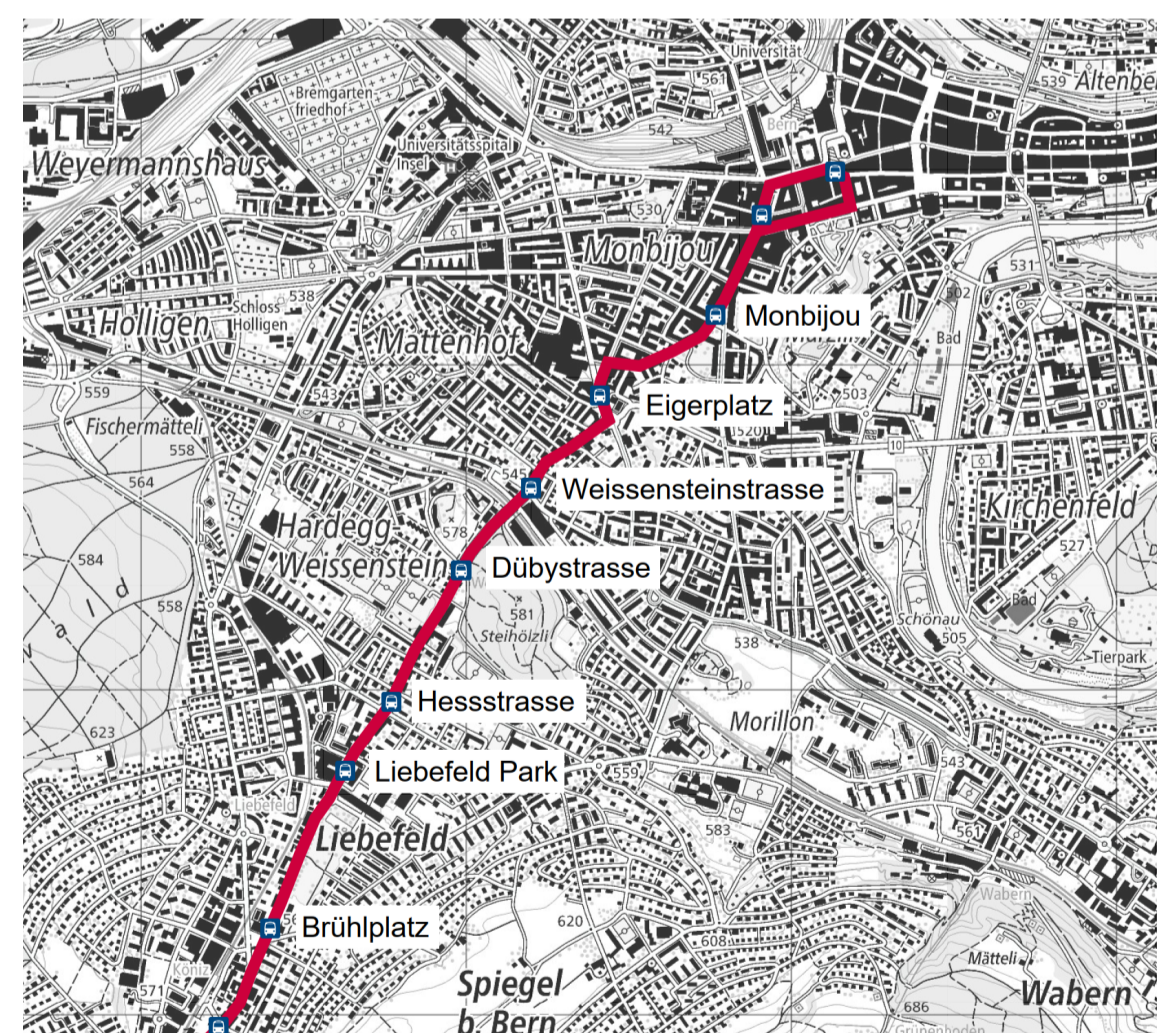 Universität
561
539
Altenbe
Bremgarten-
friedhof
542
Bern
Weyermannshaus
Universitätsspital
Insel
530
Monbijou
531
502
Schloss
Holligen
538
Holligen
Mattenhof
Monbijou
Bad
559
543
503
Eigerplatz
Fischermätteli
558
520
10
564
545
Weissensteinstrasse
Kirchenfeld
Hardegg
578
527
584
Weissenstein
Dübystrasse
558
581
Steihölzli
Bad
Schönau
505
538
Tierpark
Hessstrasse
Morillon
623
Liebefeld Park
559
543
Liebefeld
Liebefeld
583
561
Wabern
620
Brühlplatz
608
Köniz
571
Mätteli
Spiegel
b. Bern
Wabern
686
Grünenboden